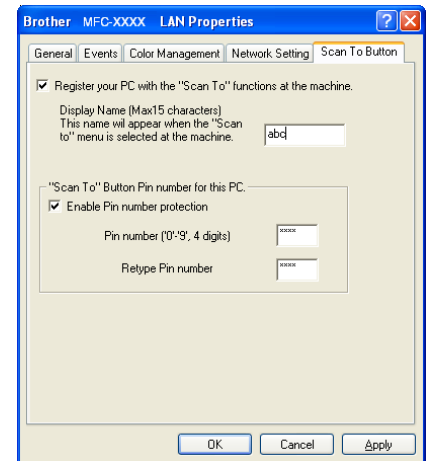 Brother MFC-XXXX LAN Properties
General Events Color Management Network Setting Scan To Button
Register your PC with the "Scan To" functions at the machine.
Display Name (Max15 characters)
This name wil appear when the "Scan
to" menu is selected at the machine.
abc
"Scan To" Button Pin number for this PC.
Enable Pin number protection
Pin number ('0'-'9', 4 digits)
xxxx
Retype Pin number
xxxx
OK Cancel Apply